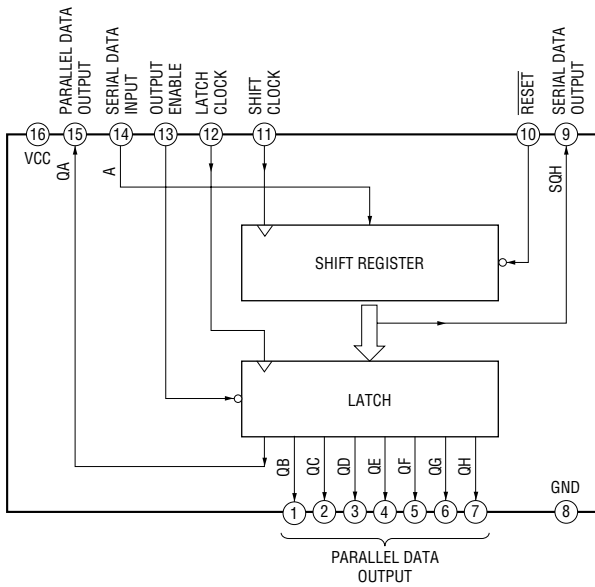 PARALLEL DATA
OUTPUT
SERIAL DATA
INPUT
OUTPUT
ENABLE
LATCH
CLOCK
SHIFT
CLOCK
RESET
SERIAL DATA
OUTPUT
16
15
14
13
12
11
10
9
VCC
QA
A
SQH
SHIFT REGISTER
LATCH
QB
QC
QD
QE
QF
QG
QH
GND
1
2
3
4
5
6
7
8
PARALLEL DATA
OUTPUT